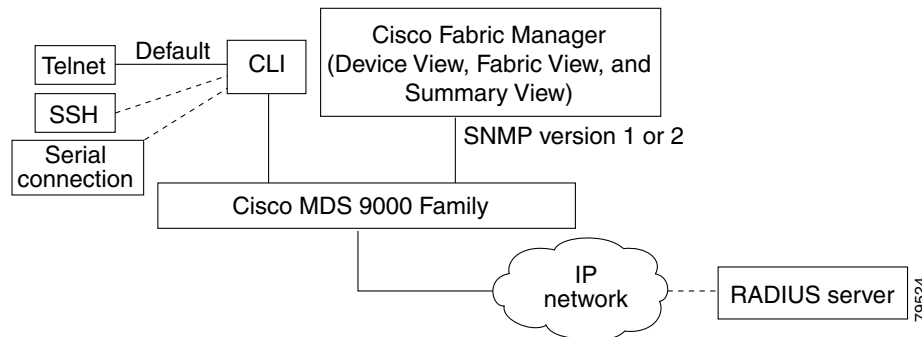 Telnet
Default
CLI
SSH
Serial
connection
Cisco Fabric Manager
(Device View, Fabric View, and
Summary View)
SNMP version 1 or 2
Cisco MDS 9000 Family
IP
network
RADIUS server
79524